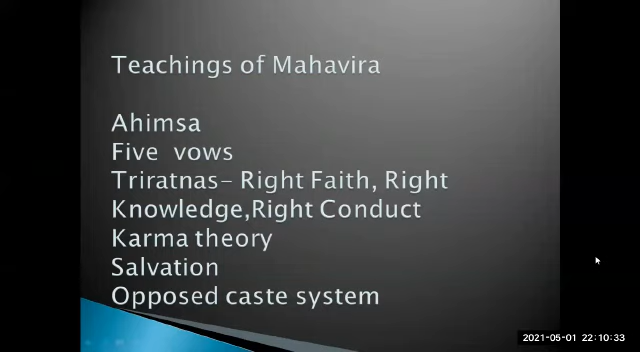 Teachings of Mahavira
Ahimsa
Five vows
Triratnas- Right Faith, Right
Knowledge,Right Conduct
Karma theory
Salvation
Opposed caste system
2021-05-01 22:10:33